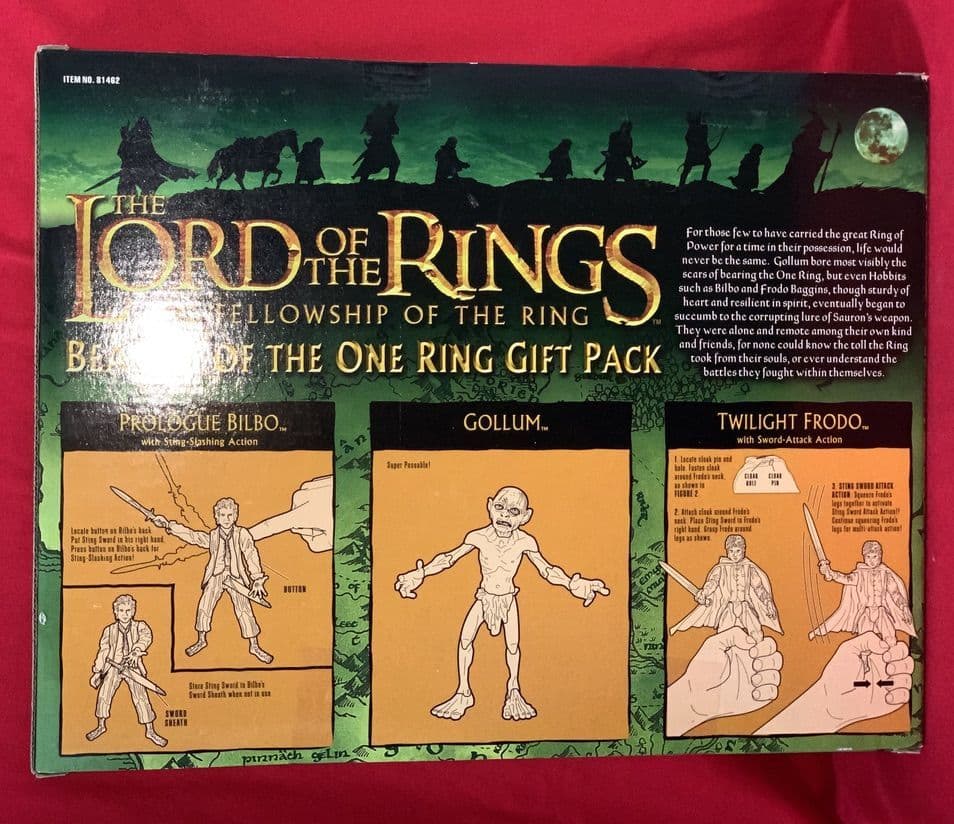 ITEM NO. 81462
THE
LORD OF THE RINGS™
FELLOWSHIP OF THE RING
OF THE ONE RING GIFT PACK
For those few to have carried the great Ring of
Power for a time in their possession, life would
never be the same. Gollum bore most visibly the
scars of bearing the One Ring, but even Hobbits
such as Bilbo and Frodo Baggins, though sturdy of
heart and resilient in spirit, eventually began to
succumb to the corrupting lure of Sauron's weapon.
They were alone and remote among their own kind
and friends, for none could know the toll the Ring
took from their souls, or ever understand the
battles they fought within themselves.
PROLOGUE BILBO™
with Sting-Slashing Action
Locate button on Bilbo's back
Put Sting Sword in his right hand.
Press button on Bilbo's back for
Sting-Slashing Action!
BUTTON
Store Sting Sword in Bilbo's
Sword Sheath when not in use
SWORD
SHEATH
GOLLUM™
Super Poseable!
TWILIGHT FRODO™
with Sword-Attack Action
1. Locate cloak pin and
hole. Fasten cloak
around Frodo's neck,
as shown in
FIGURE 2.
CLOAK HOLE
CLOAK PIN
2. Attach cloak around Frodo's
neck. Place Sting Sword in Frodo's
right hand. Grasp Frodo around
legs as shown.
3. STING SWORD ATTACK
ACTION: Squeeze Frodo's
legs together to activate
Sting Sword Attack Action!!
Continue squeezing Frodo's
legs for multi-attack action!
pinnach gelin